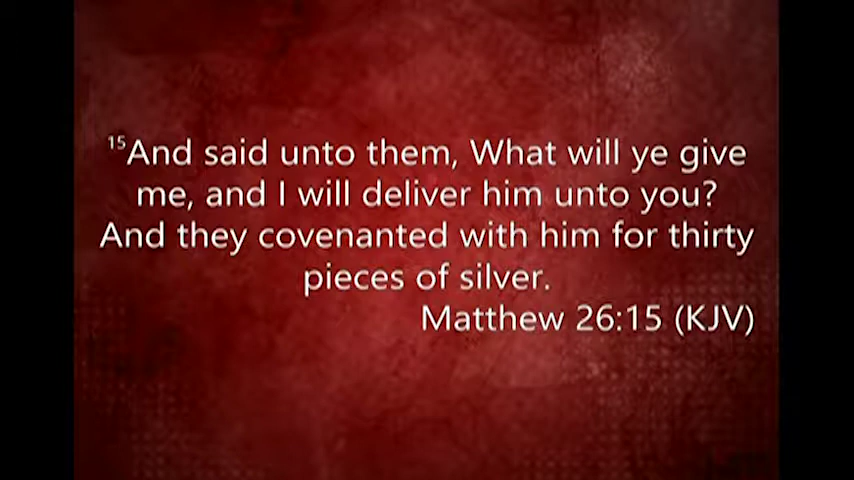 15And said unto them, What will ye give
me, and I will deliver him unto you?
And they covenanted with him for thirty
pieces of silver.
Matthew 26:15 (KJV)